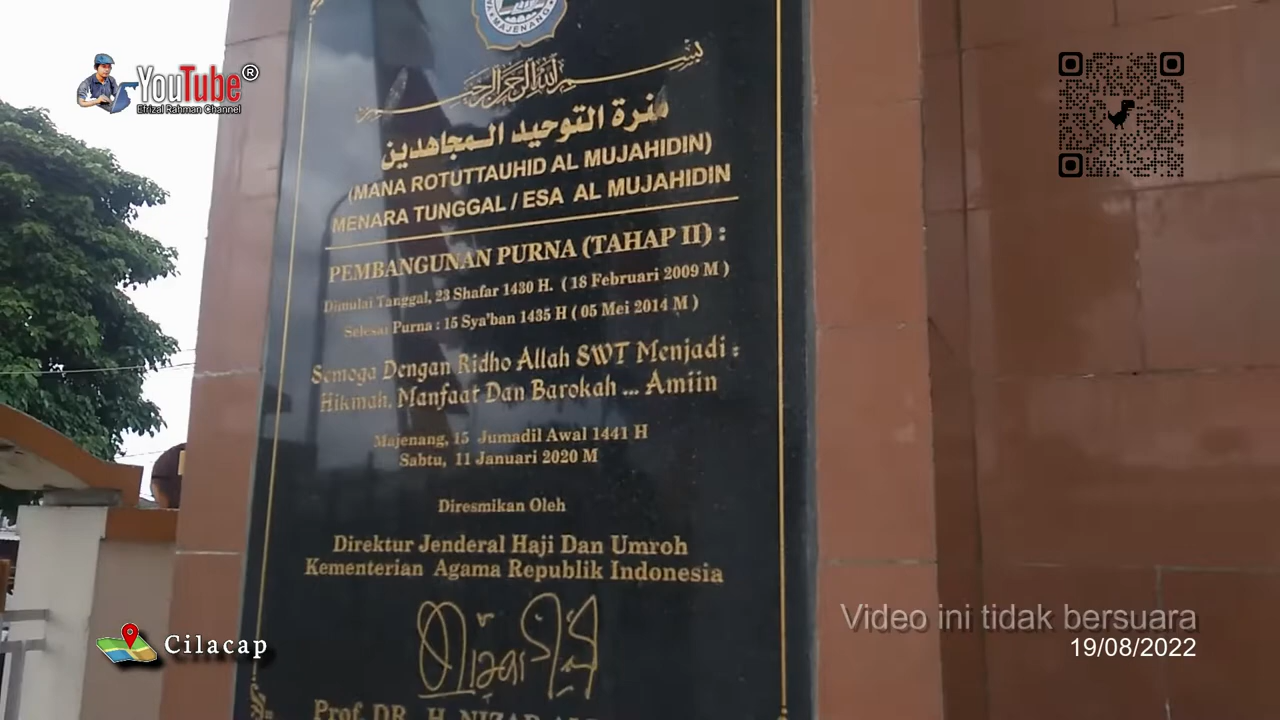 YouTube®
Efrizal Rahman Channel
MAJENANG
بسم الله الرحمن الرحيم
منرة التوحيد المجاهدين
(MANA ROTUTTAUHID AL MUJAHIDIN)
MENARA TUNGGAL / ESA AL MUJAHIDIN
PEMBANGUNAN PURNA (TAHAP II) :
Dimulai Tanggal, 23 Shafar 1430 H. ( 18 Februari 2009 M )
Selesai Purna : 15 Sya'ban 1435 H ( 05 Mei 2014 M )
Semoga Dengan Ridho Allah SWT Menjadi :
Hikmah, Manfaat Dan Barokah ... Amiin
Majenang, 15 Jumadil Awal 1441 H
Sabtu, 11 Januari 2020 M
Diresmikan Oleh
Direktur Jenderal Haji Dan Umroh
Kementerian Agama Republik Indonesia
Prof. DR. H. NIZAR
Cilacap
Video ini tidak bersuara
19/08/2022